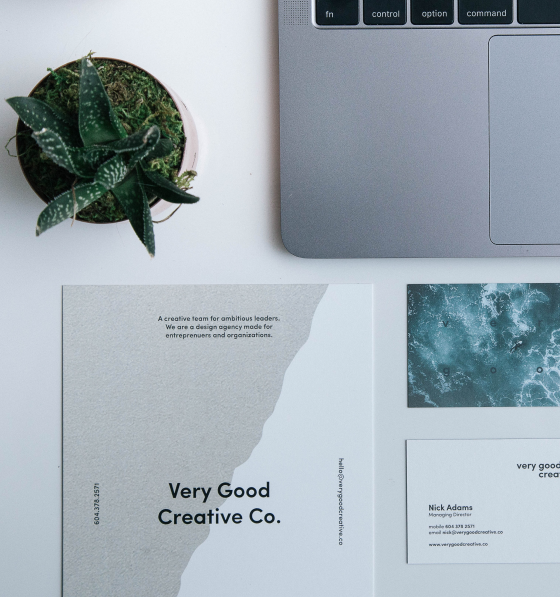 fn
control
option
command
A creative team for ambitious leaders.
We are a design agency made for
entreprenuers and organizations.
604.378.2571
Very Good
Creative Co.
hello@verygoodcreative.co
V
G
O
O
very good
creat
Nick Adams
Managing Director
mobile 604 378 2571
email nick@verygoodcreative.co
www.verygoodcreative.co